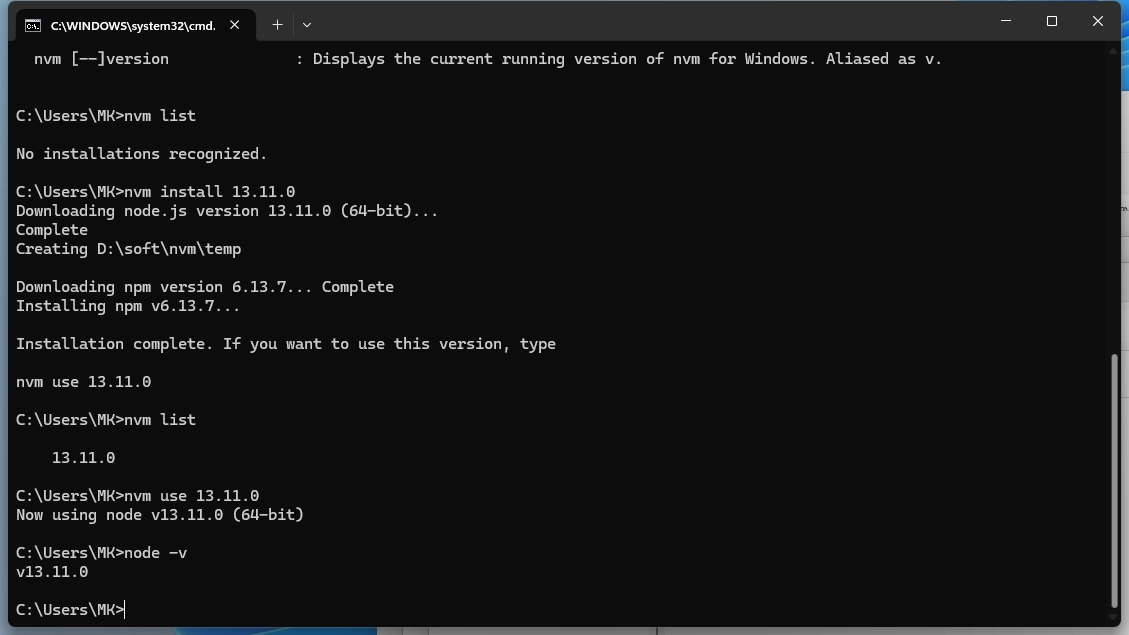 C:\WINDOWS\system32\cmd.
nvm [--]version : Displays the current running version of nvm for Windows. Aliased as v.
C:\Users\MK>nvm list
No installations recognized.
C:\Users\MK>nvm install 13.11.0
Downloading node.js version 13.11.0 (64-bit)...
Complete
Creating D:\soft\nvm\temp
Downloading npm version 6.13.7... Complete
Installing npm v6.13.7...
Installation complete. If you want to use this version, type
nvm use 13.11.0
C:\Users\MK>nvm list
13.11.0
C:\Users\MK>nvm use 13.11.0
Now using node v13.11.0 (64-bit)
C:\Users\MK>node -v
v13.11.0
C:\Users\MK>